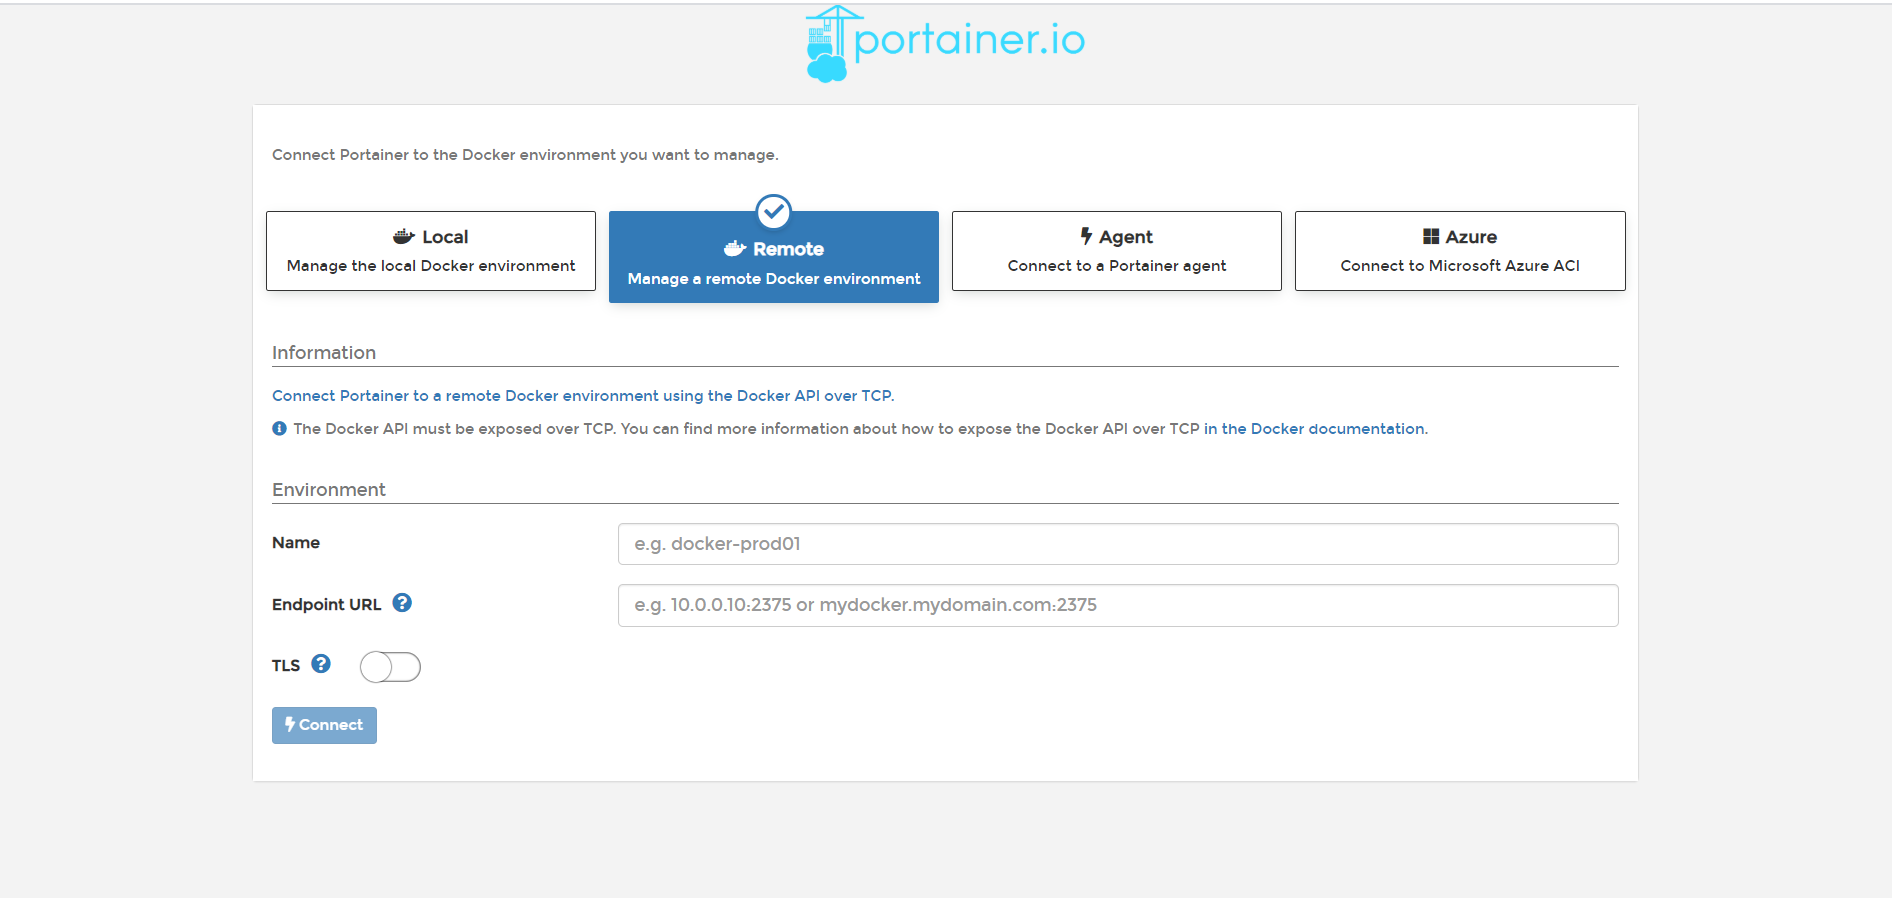 portainer.io
Connect Portainer to the Docker environment you want to manage.
Local
Manage the local Docker environment
Remote
Manage a remote Docker environment
Agent
Connect to a Portainer agent
Azure
Connect to Microsoft Azure ACI
Information
Connect Portainer to a remote Docker environment using the Docker API over TCP.
The Docker API must be exposed over TCP. You can find more information about how to expose the Docker API over TCP in the Docker documentation.
Environment
Name
e.g. docker-prod01
Endpoint URL
e.g. 10.0.0.10:2375 or mydocker.mydomain.com:2375
TLS
Connect